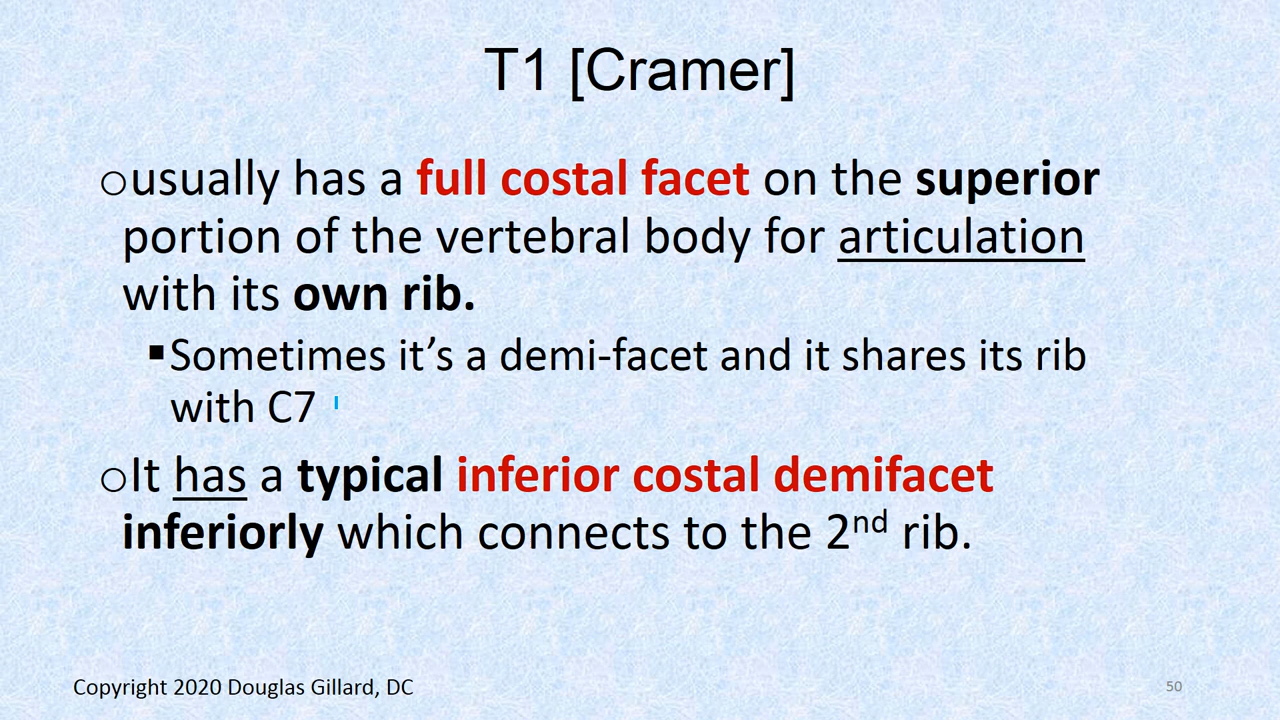 T1 [Cramer]
○usually has a full costal facet on the superior
portion of the vertebral body for articulation
with its own rib.
▪Sometimes it’s a demi-facet and it shares its rib
with C7
○It has a typical inferior costal demifacet
inferiorly which connects to the 2nd rib.
Copyright 2020 Douglas Gillard, DC
50